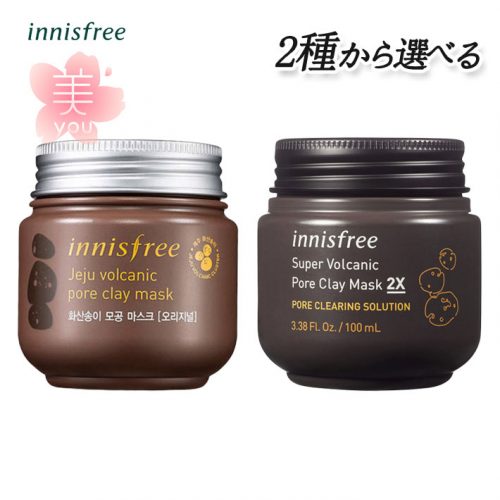 innisfree
2種から選べる
美
YOU
innisfree
Jeju volcanic
pore clay mask
화산송이 모공 마스크 [오리지널]
innisfree
Super Volcanic
Pore Clay Mask 2X
PORE CLEARING SOLUTION
3.38 Fl. Oz. / 100 mL